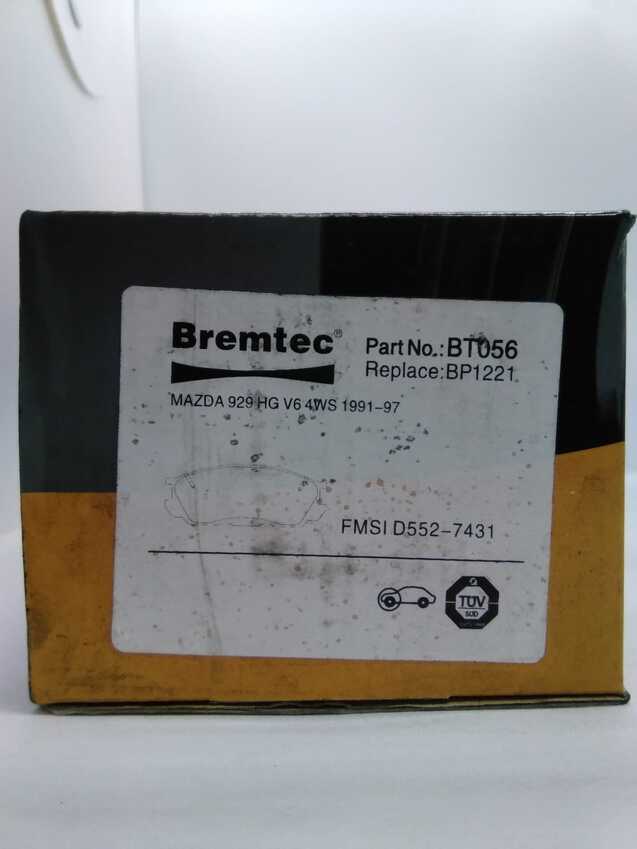 Bremtec®
Part No.:BT056
Replace:BP1221
MAZDA 929 HG V6 4WS 1991-97
FMSI D552-7431
TÜV
SÜD